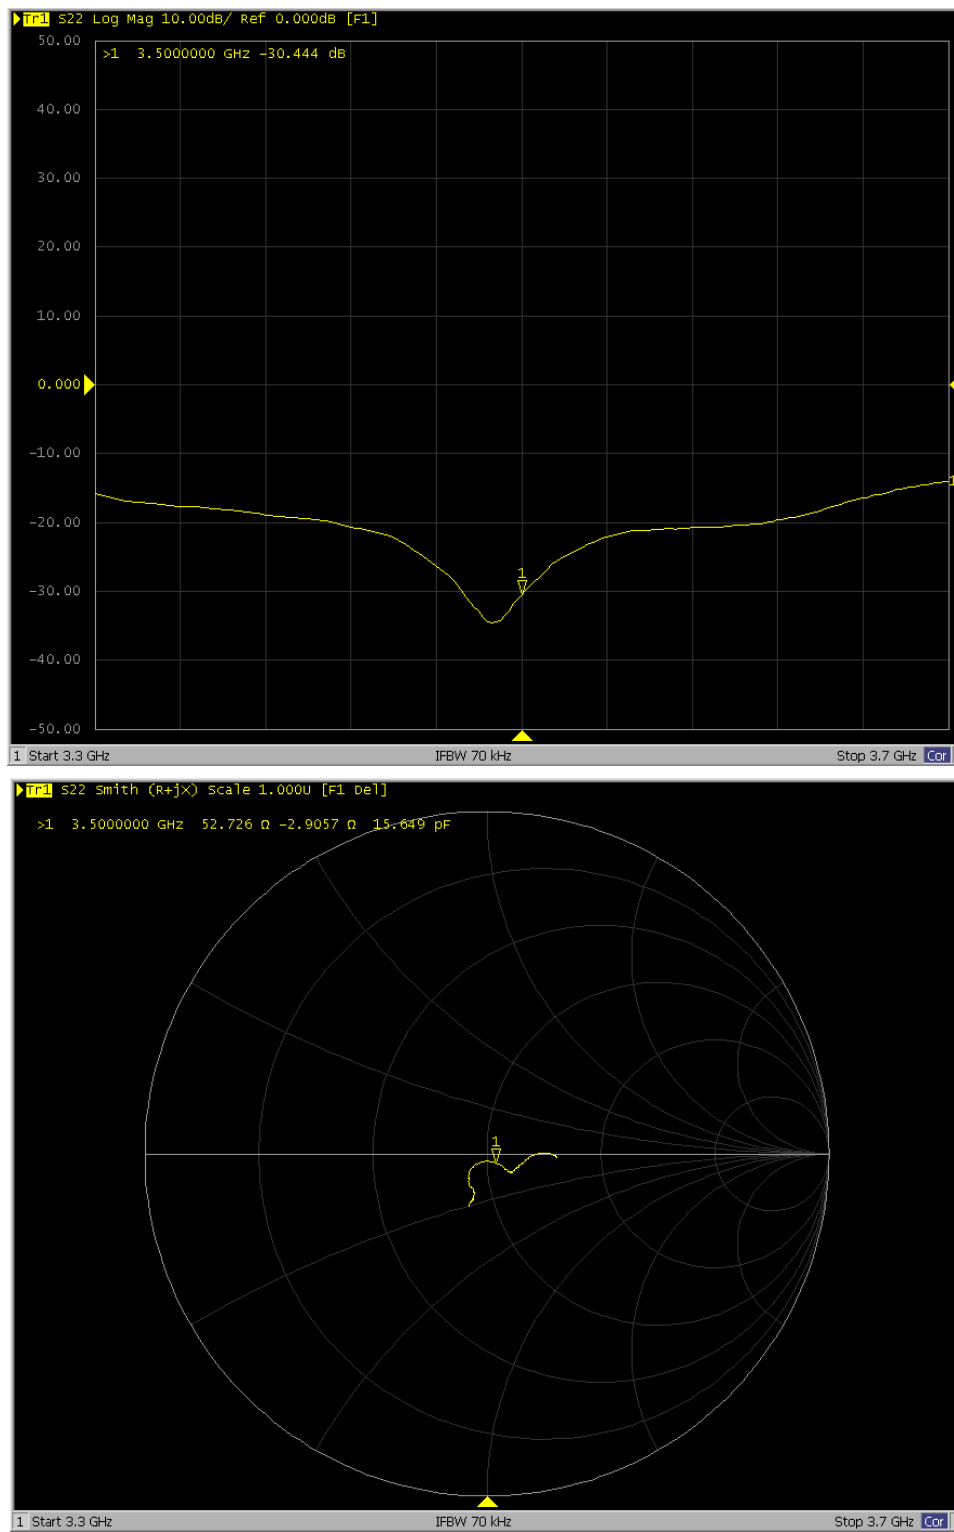 Tr1 S22 Log Mag 10.00dB/ Ref 0.000dB [F1]
50.00
>1 3.5000000 GHz -30.444 dB
40.00
30.00
20.00
10.00
0.000
-10.00
1
-20.00
1
-30.00
-40.00
-50.00
1 Start 3.3 GHz IFBW 70 kHz Stop 3.7 GHz Cor
Tr1 S22 Smith (R+jX) Scale 1.000U [F1 Del]
>1 3.5000000 GHz 52.726 Ω -2.9057 Ω 15.649 pF
1
1 Start 3.3 GHz IFBW 70 kHz Stop 3.7 GHz Cor